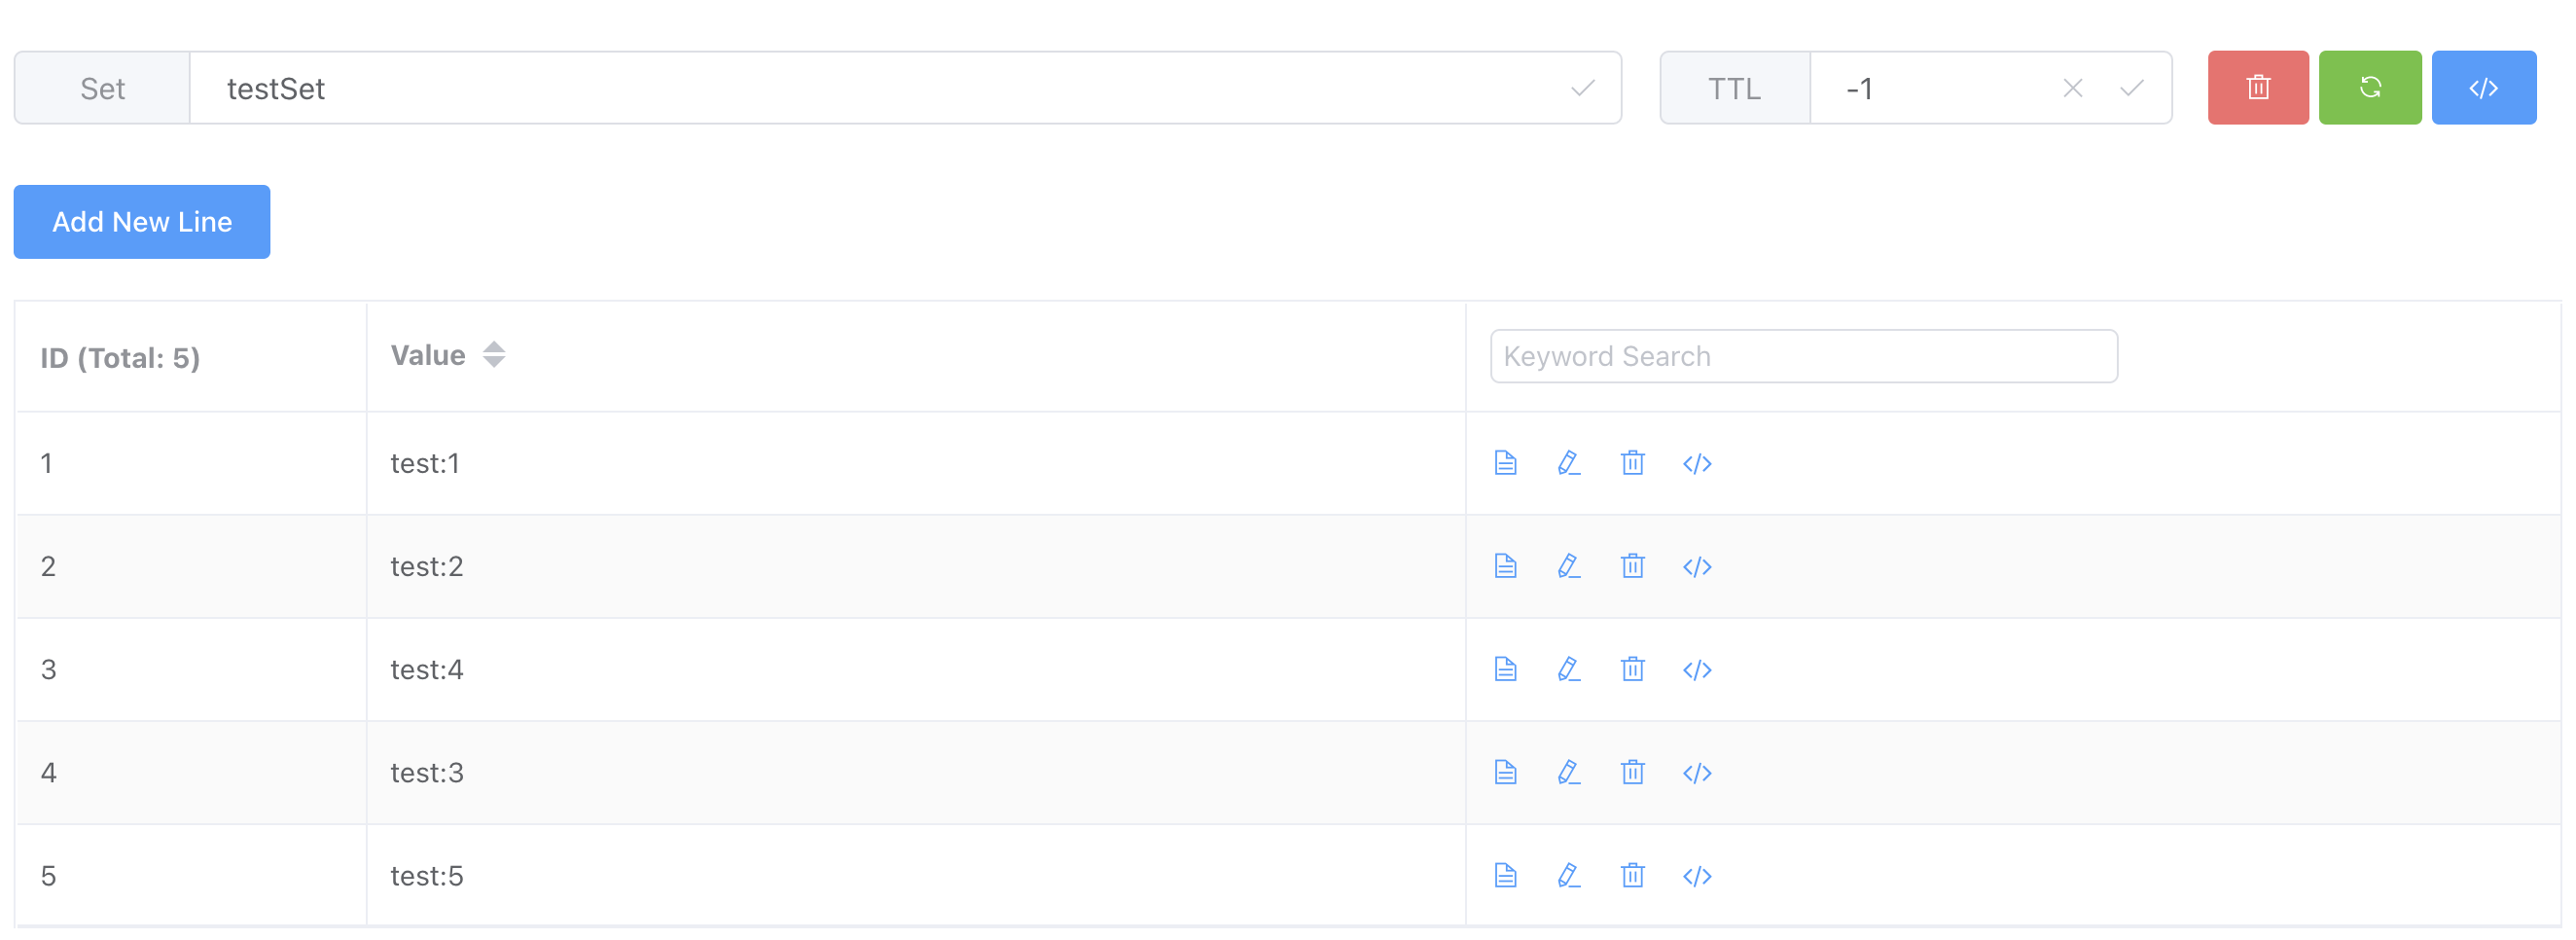 Set testSet TTL -1
Add New Line
ID (Total: 5) Value Keyword Search
1 test:1
2 test:2
3 test:4
4 test:3
5 test:5